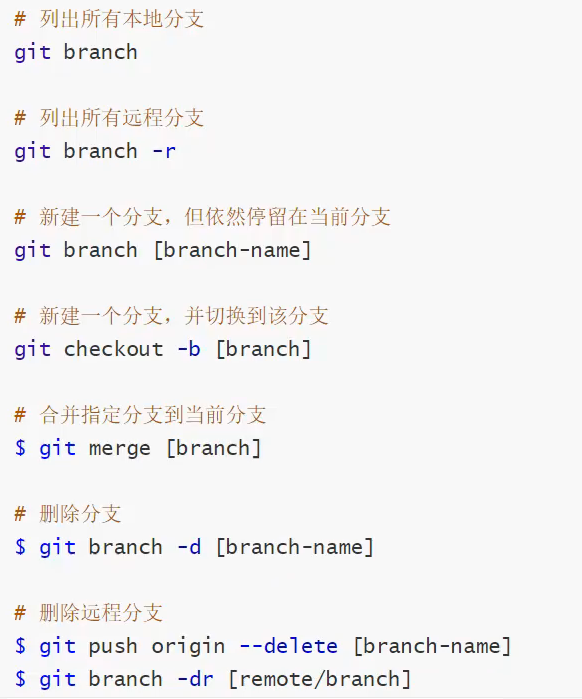 # 列出所有本地分支
git branch
# 列出所有远程分支
git branch -r
# 新建一个分支，但依然停留在当前分支
git branch [branch-name]
# 新建一个分支，并切换到该分支
git checkout -b [branch]
# 合并指定分支到当前分支
$ git merge [branch]
# 删除分支
$ git branch -d [branch-name]
# 删除远程分支
$ git push origin --delete [branch-name]
$ git branch -dr [remote/branch]